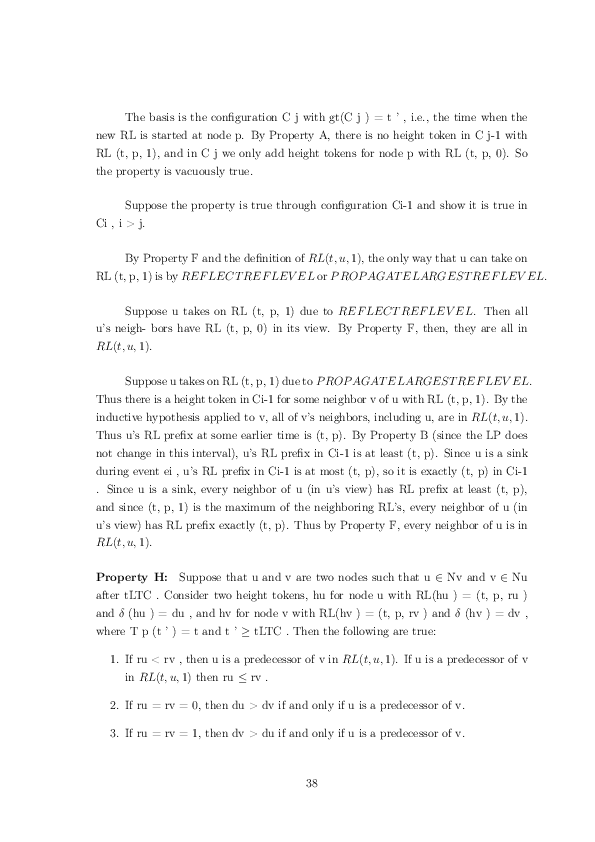 The basis is the configuration C j with gt(C j ) = t ’ , i.e., the time when the
new RL is started at node p. By Property A, there is no height token in C j-1 with
RL (t, p, 1), and in C j we only add height tokens for node p with RL (t, p, 0). So
the property is vacuously true.
Suppose the property is true through configuration Ci-1 and show it is true in
Ci , i > j.
By Property F and the definition of RL(t, u, 1), the only way that u can take on
RL (t, p, 1) is by REFLECTREFLEVEL or PROPAGATELARGESTREFLEVEL.
Suppose u takes on RL (t, p, 1) due to REFLECTREFLEVEL. Then all
u’s neigh- bors have RL (t, p, 0) in its view. By Property F, then, they are all in
RL(t, u, 1).
Suppose u takes on RL (t, p, 1) due to PROPAGATELARGESTREFLEVEL.
Thus there is a height token in Ci-1 for some neighbor v of u with RL (t, p, 1). By the
inductive hypothesis applied to v, all of v’s neighbors, including u, are in RL(t, u, 1).
Thus u’s RL prefix at some earlier time is (t, p). By Property B (since the LP does
not change in this interval), u’s RL prefix in Ci-1 is at least (t, p). Since u is a sink
during event ei , u’s RL prefix in Ci-1 is at most (t, p), so it is exactly (t, p) in Ci-1
. Since u is a sink, every neighbor of u (in u’s view) has RL prefix at least (t, p),
and since (t, p, 1) is the maximum of the neighboring RL’s, every neighbor of u (in
u’s view) has RL prefix exactly (t, p). Thus by Property F, every neighbor of u is in
RL(t, u, 1).
Property H: Suppose that u and v are two nodes such that u ∈ Nv and v ∈ Nu
after tLTC . Consider two height tokens, hu for node u with RL(hu ) = (t, p, ru )
and δ (hu ) = du , and hv for node v with RL(hv ) = (t, p, rv ) and δ (hv ) = dv ,
where T p (t ’ ) = t and t ’ ≥ tLTC . Then the following are true:
1. If ru < rv , then u is a predecessor of v in RL(t, u, 1). If u is a predecessor of v
in RL(t, u, 1) then ru ≤ rv .
2. If ru = rv = 0, then du > dv if and only if u is a predecessor of v.
3. If ru = rv = 1, then dv > du if and only if u is a predecessor of v.
38